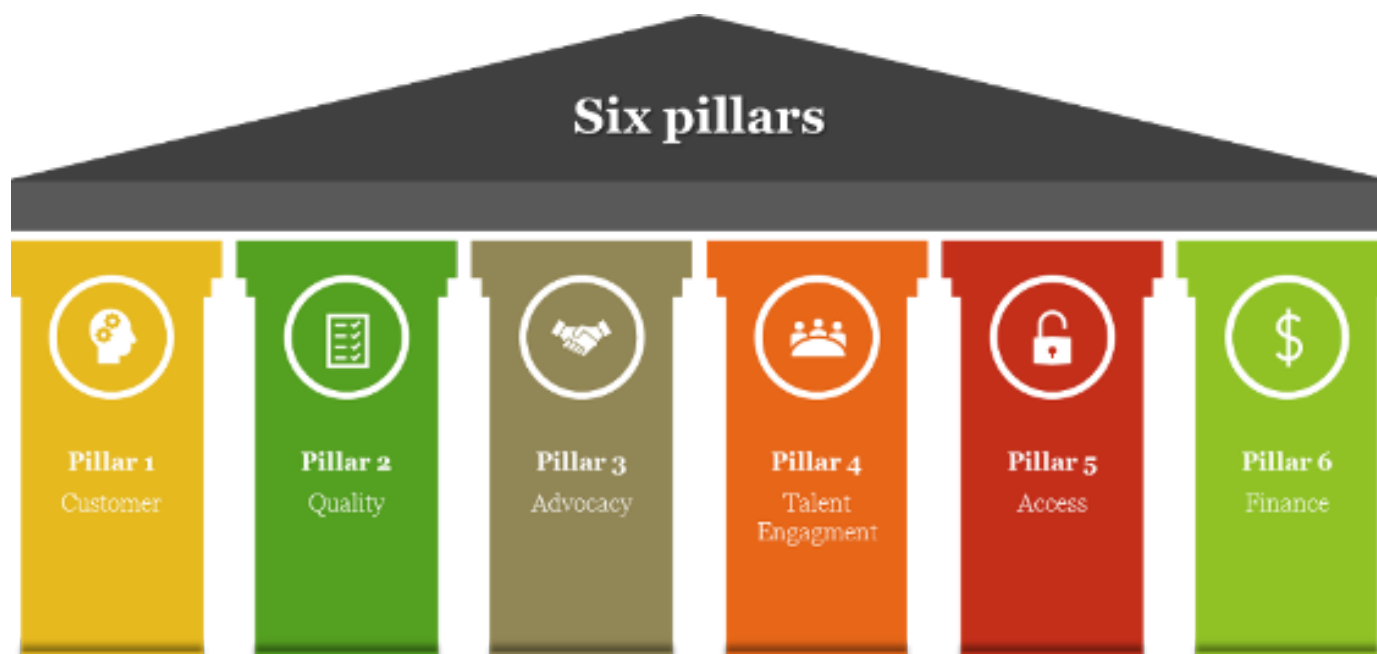 Six pillars
Pillar 1
Customer
Pillar 2
Quality
Pillar 3
Advocacy
Pillar 4
Talent
Engagment
Pillar 5
Access
Pillar 6
Finance